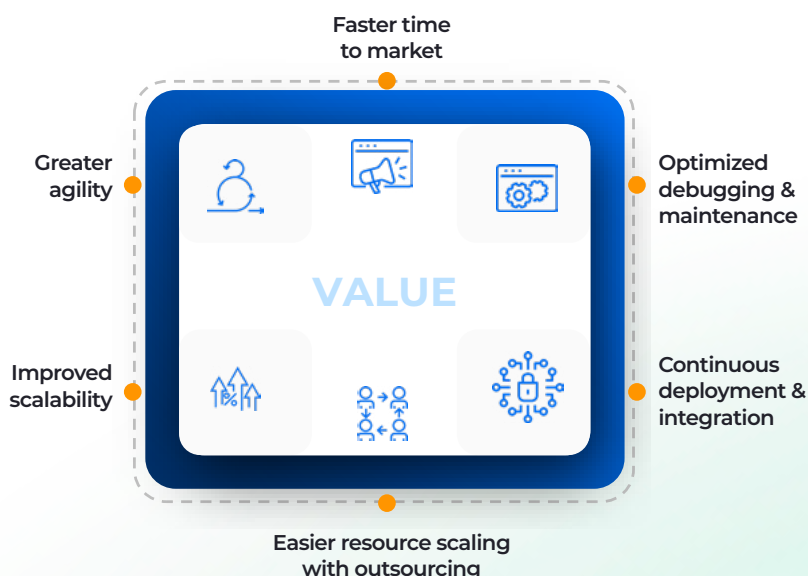 Faster time
to market
Greater
agility
Optimized
debugging &
maintenance
VALUE
Improved
scalability
Continuous
deployment &
integration
%
Easier resource scaling
with outsourcing